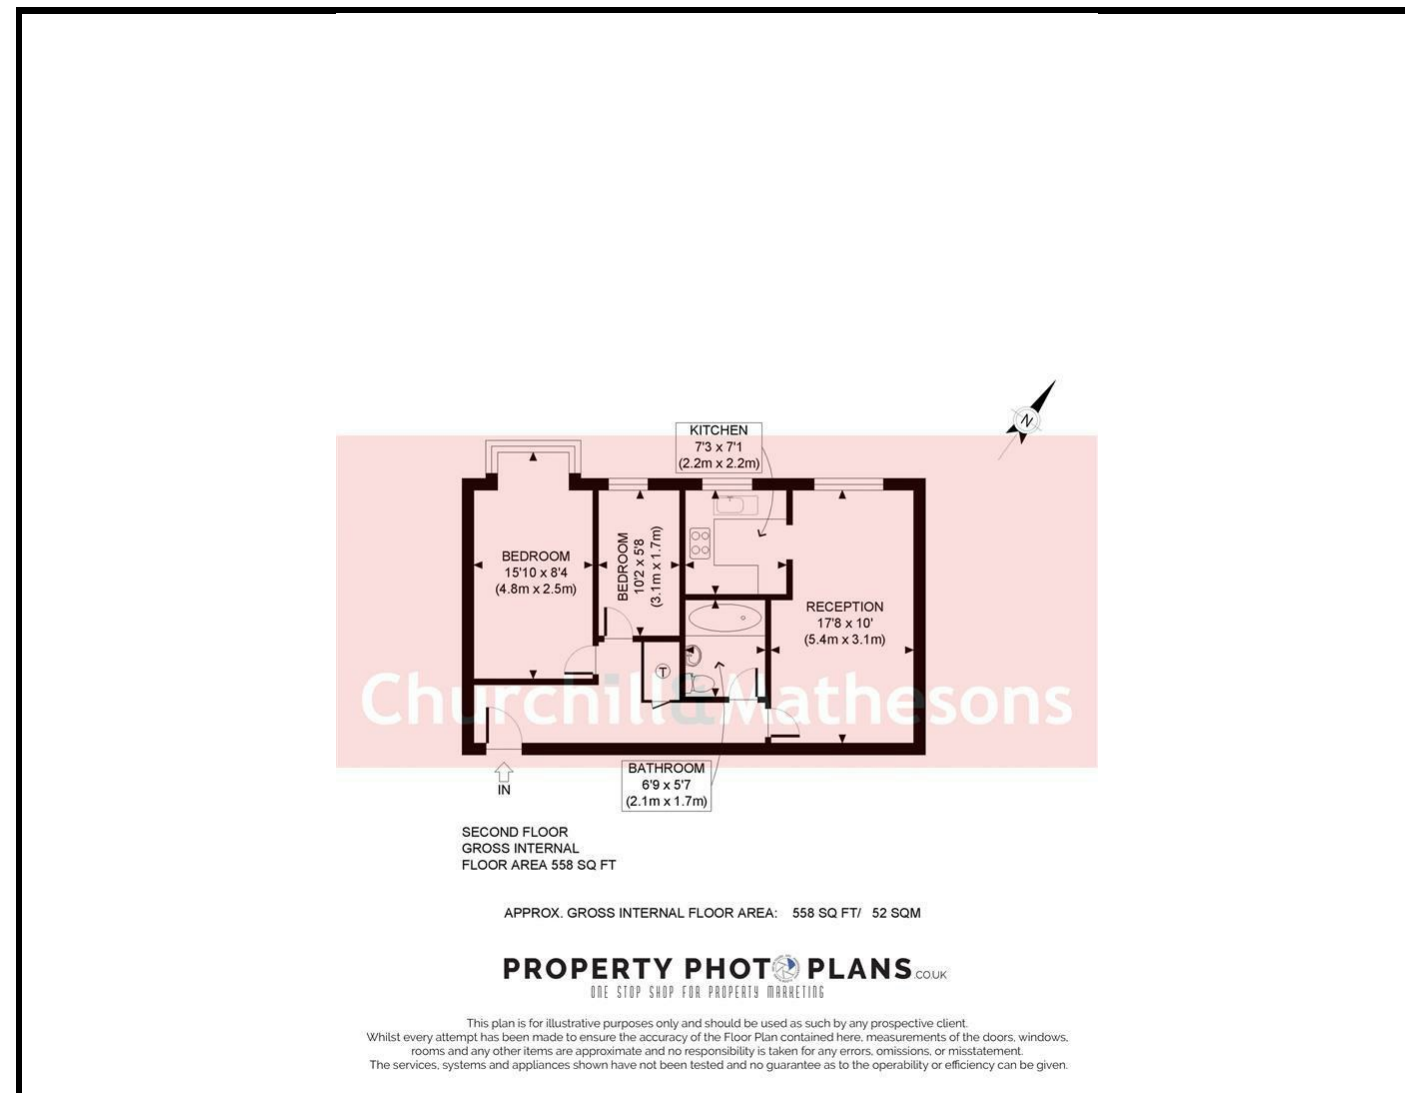 N
KITCHEN
7'3 x 7'1
(2.2m x 2.2m)
BEDROOM
15'10 x 8'4
(4.8m x 2.5m)
BEDROOM
10'2 x 5'8
(3.1m x 1.7m)
RECEPTION
17'8 x 10'
(5.4m x 3.1m)
T
Churchill&Mathesons
BATHROOM
6'9 x 5'7
(2.1m x 1.7m)
IN
SECOND FLOOR
GROSS INTERNAL
FLOOR AREA 558 SQ FT
APPROX. GROSS INTERNAL FLOOR AREA: 558 SQ FT/ 52 SQM
PROPERTY PHOTO PLANS.CO.UK
ONE STOP SHOP FOR PROPERTY MARKETING
This plan is for illustrative purposes only and should be used as such by any prospective client.
Whilst every attempt has been made to ensure the accuracy of the Floor Plan contained here, measurements of the doors, windows,
rooms and any other items are approximate and no responsibility is taken for any errors, omissions, or misstatement.
The services, systems and appliances shown have not been tested and no guarantee as to the operability or efficiency can be given.